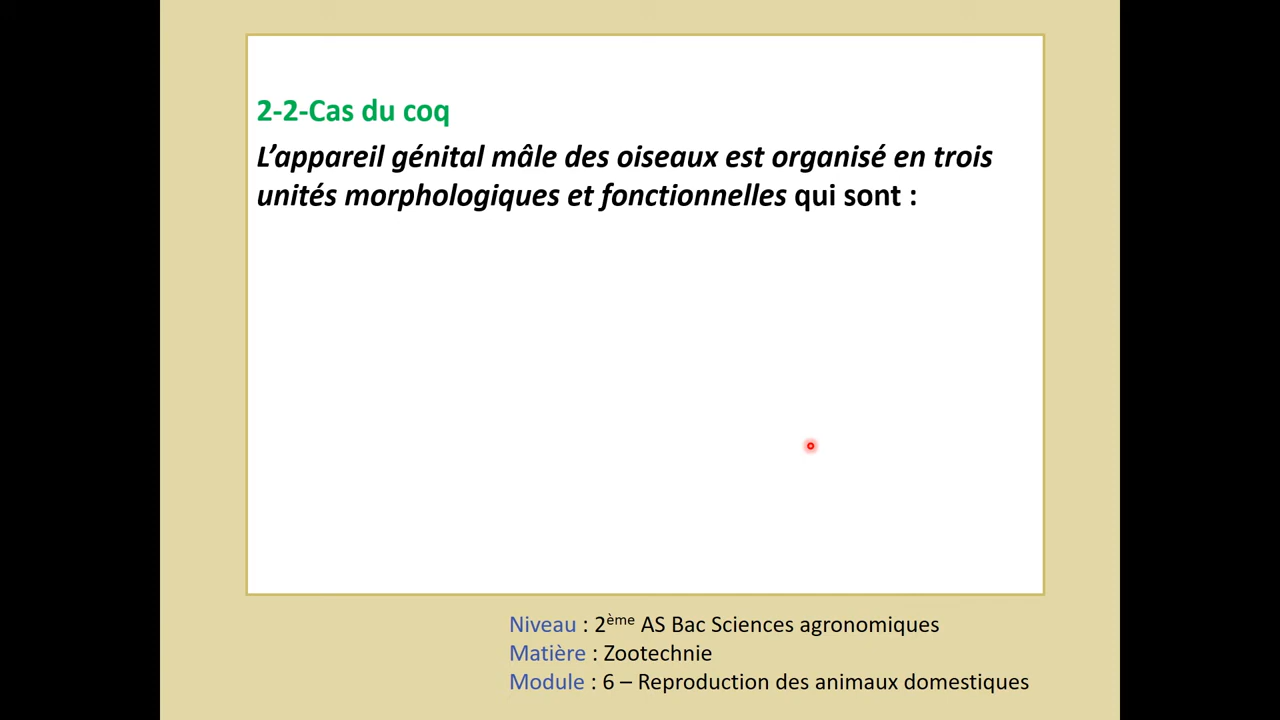 2-2-Cas du coq
L’appareil génital mâle des oiseaux est organisé en trois
unités morphologiques et fonctionnelles qui sont :
Niveau : 2ème AS Bac Sciences agronomiques
Matière : Zootechnie
Module : 6 – Reproduction des animaux domestiques